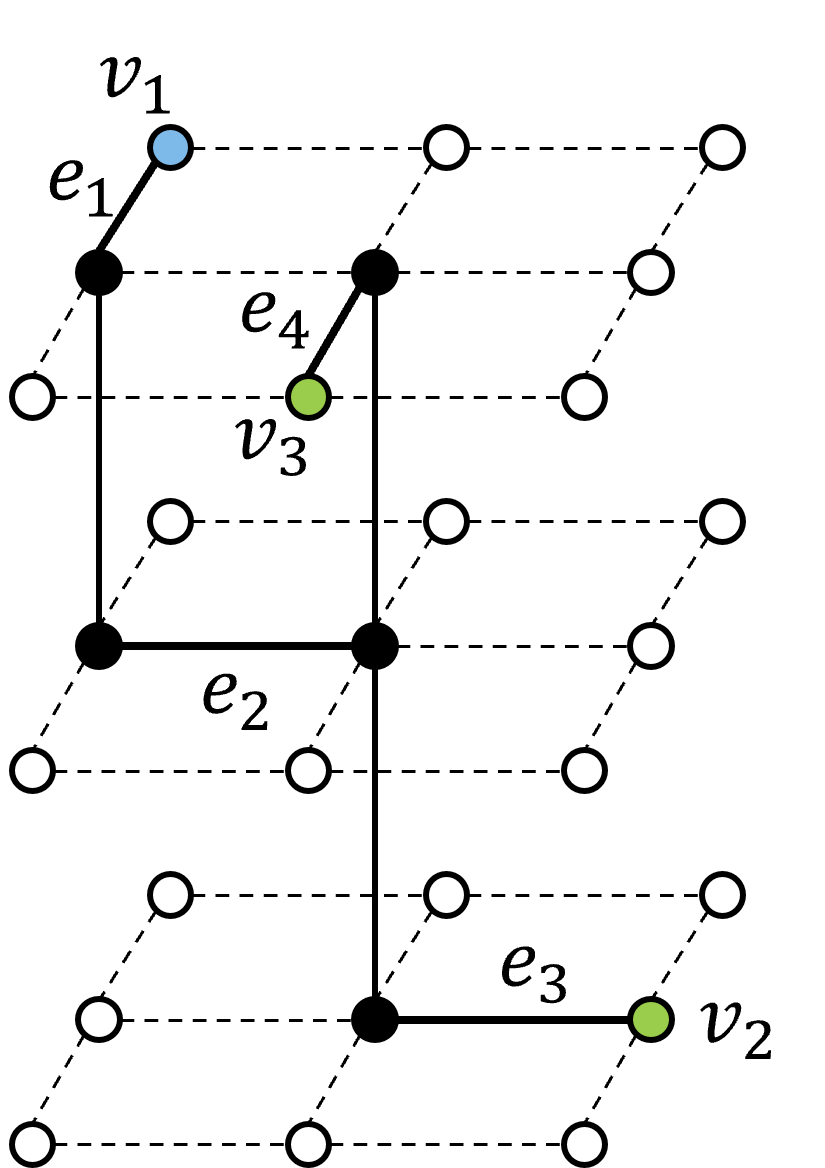 v₁
e₁
e₄
v₃
e₂
e₃
v₂